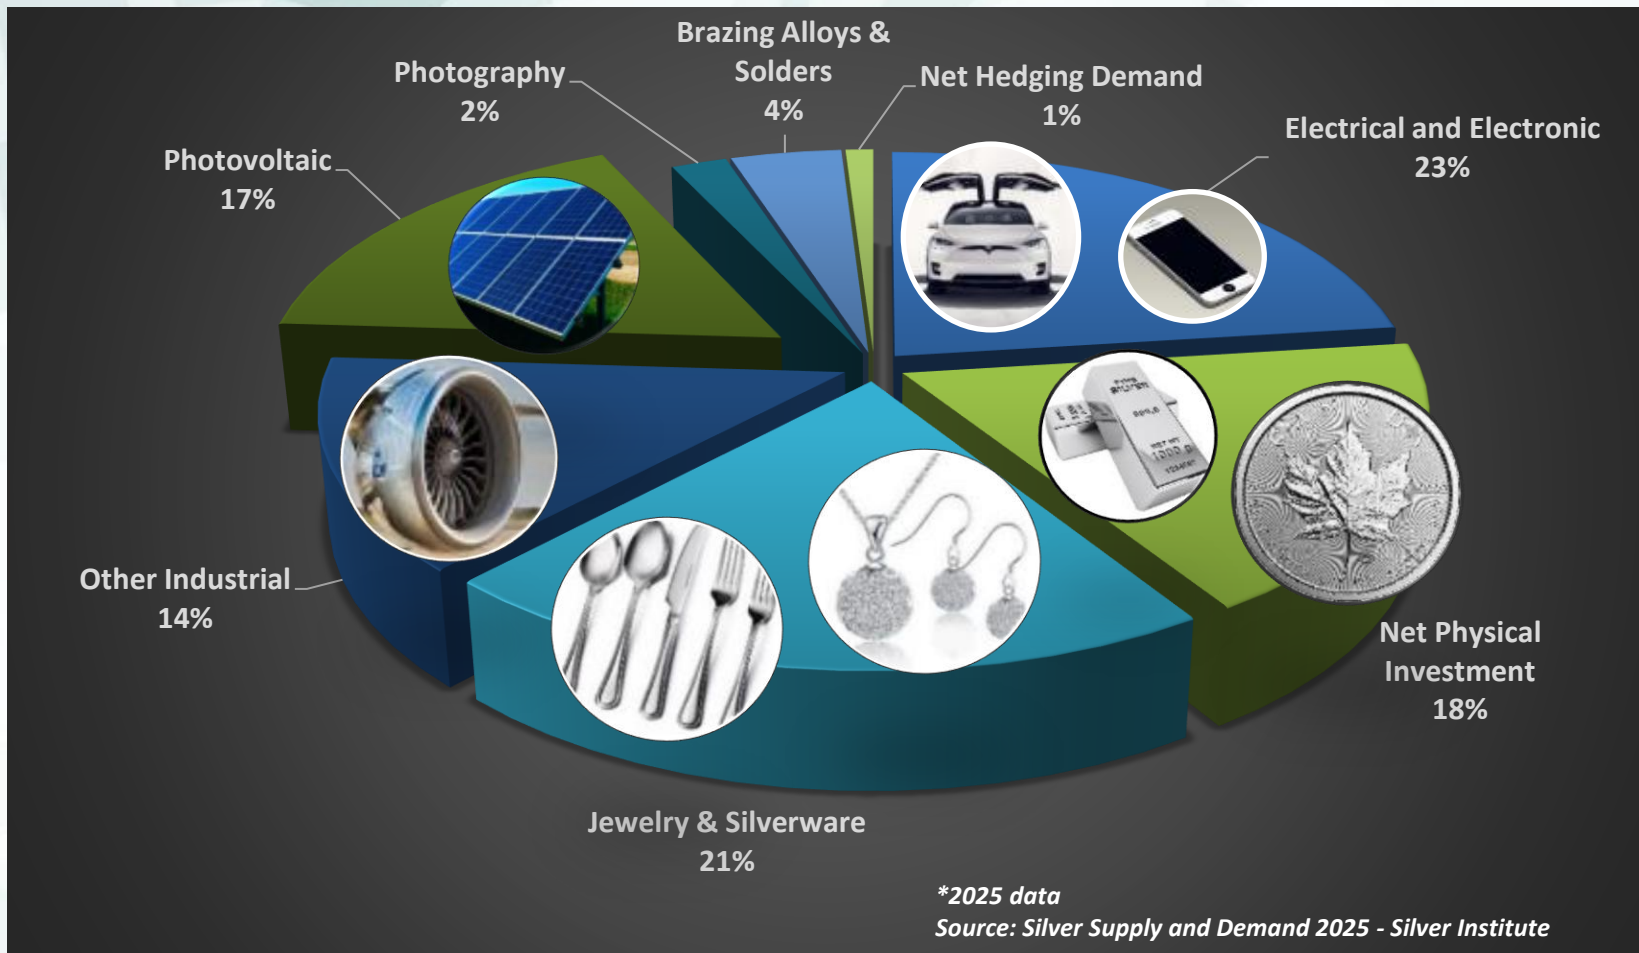 Brazing Alloys &
Solders
4%
Photography
2%
Net Hedging Demand
1%
Electrical and Electronic
23%
Photovoltaic
17%
Other Industrial
14%
Net Physical
Investment
18%
Jewelry & Silverware
21%
*2025 data
Source: Silver Supply and Demand 2025 - Silver Institute